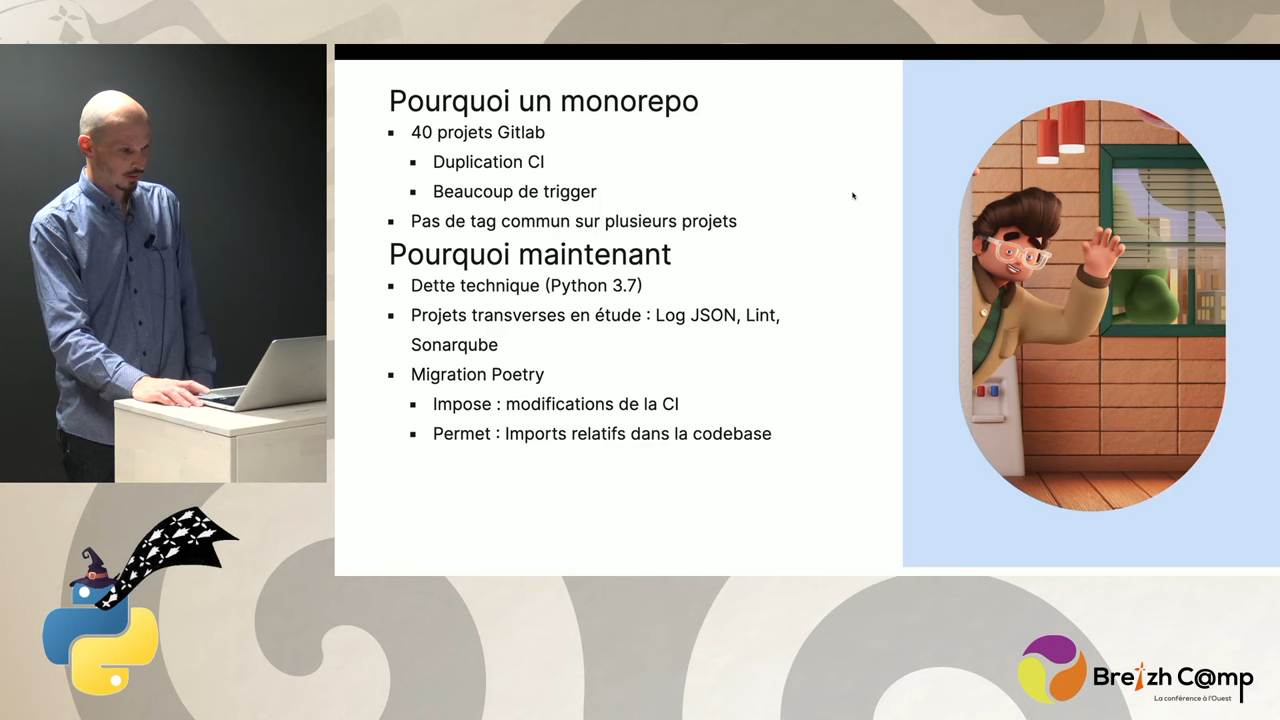 Pourquoi un monorepo
40 projets Gitlab
Duplication CI
Beaucoup de trigger
Pas de tag commun sur plusieurs projets
Pourquoi maintenant
Dette technique (Python 3.7)
Projets transverses en étude : Log JSON, Lint,
Sonarqube
Migration Poetry
Impose : modifications de la CI
Permet : Imports relatifs dans la codebase
Breizh C@mp
La conférence à l'Ouest